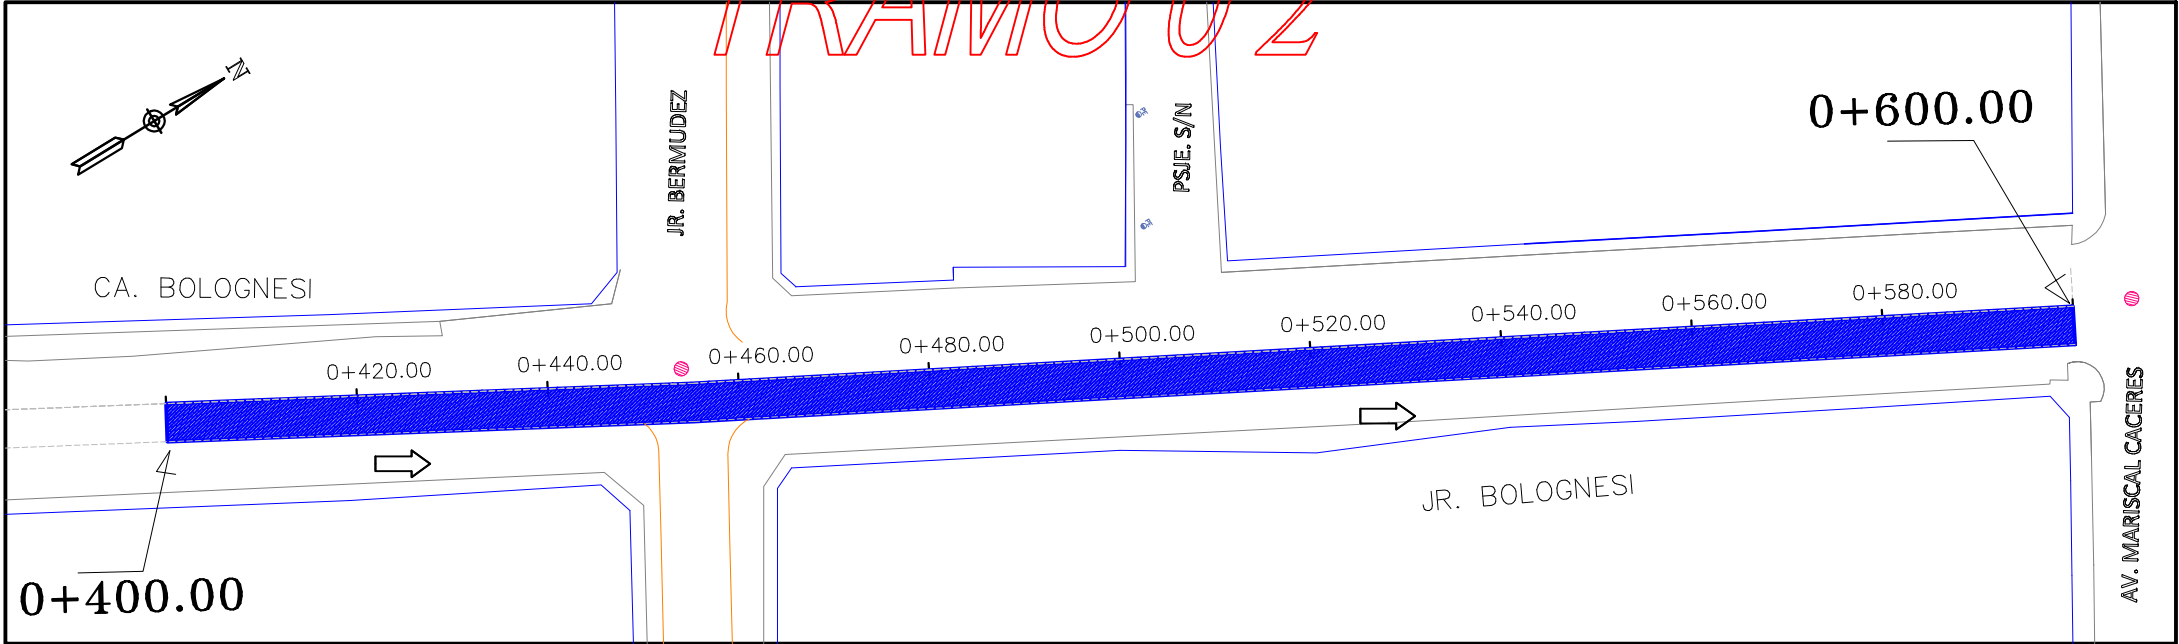 TRAMO 02
N
JR. BERMUDEZ
PSJE. S/N
0+600.00
CA. BOLOGNESI
0+420.00
0+440.00
0+460.00
0+480.00
0+500.00
0+520.00
0+540.00
0+560.00
0+580.00
JR. BOLOGNESI
AV. MARISCAL CACERES
0+400.00